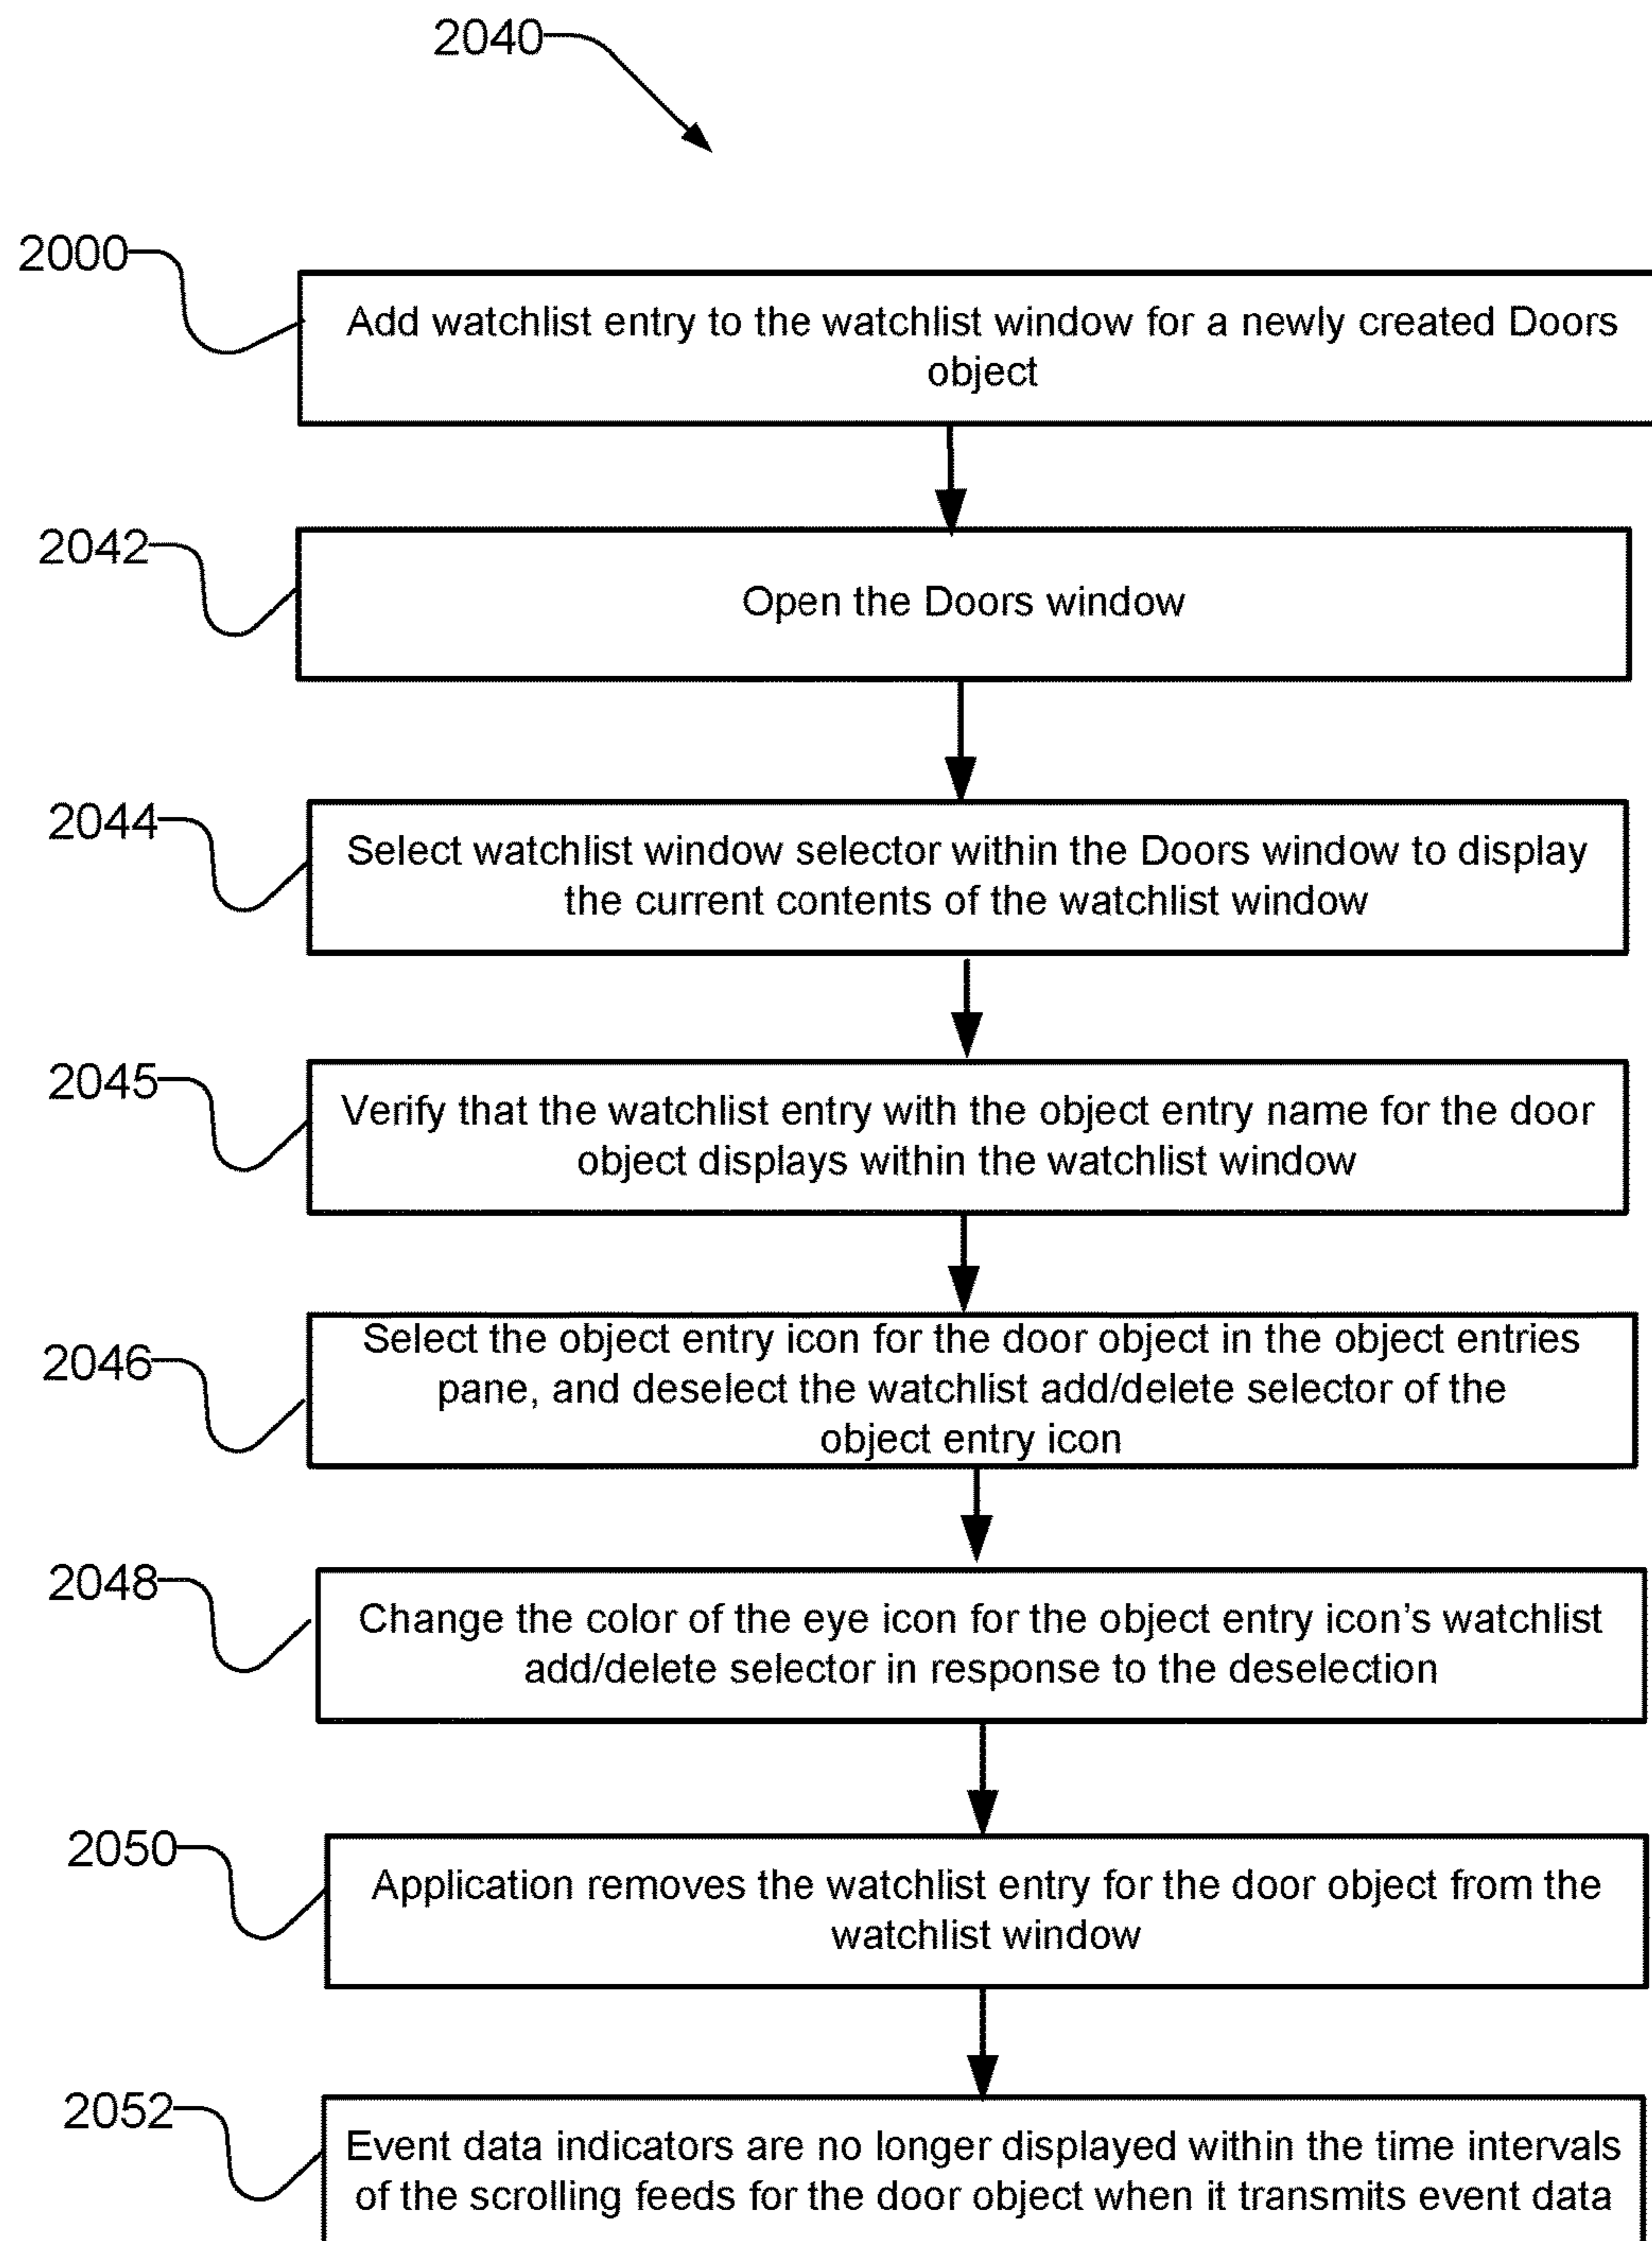 2040
2000
Add watchlist entry to the watchlist window for a newly created Doors
object
2042
Open the Doors window
2044
Select watchlist window selector within the Doors window to display
the current contents of the watchlist window
2045
Verify that the watchlist entry with the object entry name for the door
object displays within the watchlist window
2046
Select the object entry icon for the door object in the object entries
pane, and deselect the watchlist add/delete selector of the
object entry icon
2048
Change the color of the eye icon for the object entry icon’s watchlist
add/delete selector in response to the deselection
2050
Application removes the watchlist entry for the door object from the
watchlist window
2052
Event data indicators are no longer displayed within the time intervals
of the scrolling feeds for the door object when it transmits event data